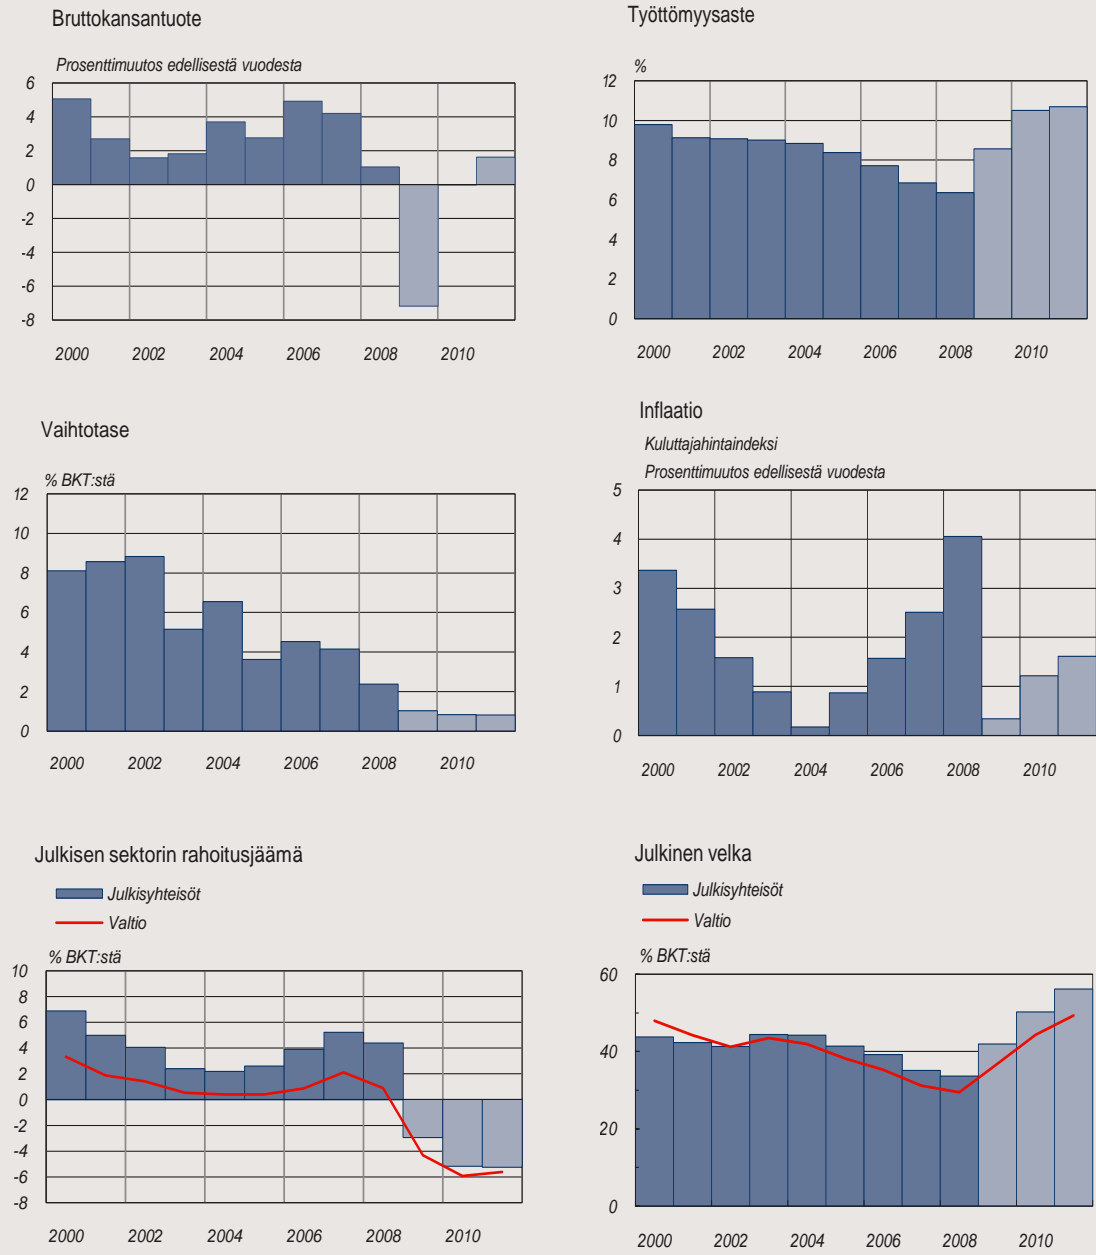 Bruttokansantuote
Prosenttimuutos edellisestä vuodesta
6
4
2
0
-2
-4
-6
-8
2000 2002 2004 2006 2008 2010
Työttömyysaste
%
12
10
8
6
4
2
0
2000 2002 2004 2006 2008 2010
Vaihtotase
% BKT:stä
12
10
8
6
4
2
0
2000 2002 2004 2006 2008 2010
Inflaatio
Kuluttajahintaindeksi
Prosenttimuutos edellisestä vuodesta
5
4
3
2
1
0
2000 2002 2004 2006 2008 2010
Julkisen sektorin rahoitusjäämä
Julkisyhteisöt
Valtio
% BKT:stä
10
8
6
4
2
0
-2
-4
-6
-8
2000 2002 2004 2006 2008 2010
Julkinen velka
Julkisyhteisöt
Valtio
% BKT:stä
60
40
20
0
2000 2002 2004 2006 2008 2010